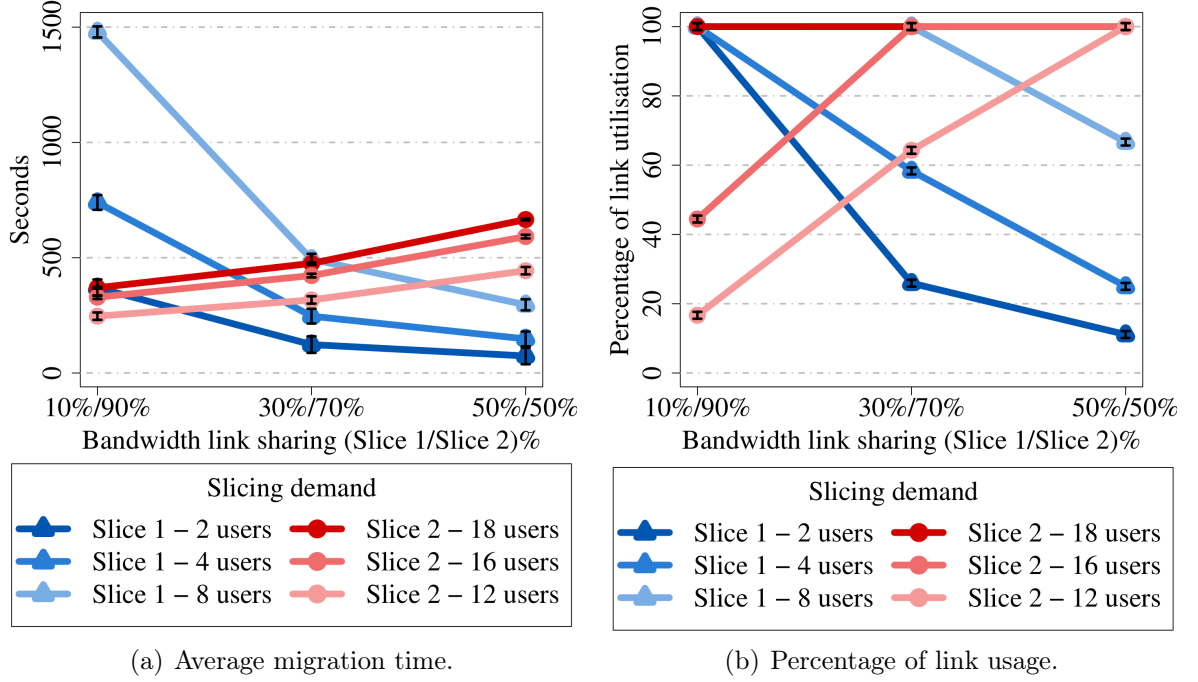 1500
1000
500
0
Seconds
10%/90%
30%/70%
50%/50%
Bandwidth link sharing (Slice 1/Slice 2)%
Slicing demand
Slice 1 – 2 users
Slice 2 – 18 users
Slice 1 – 4 users
Slice 2 – 16 users
Slice 1 – 8 users
Slice 2 – 12 users
(a) Average migration time.
100
80
60
40
20
0
Percentage of link utilisation
10%/90%
30%/70%
50%/50%
Bandwidth link sharing (Slice 1/Slice 2)%
Slicing demand
Slice 1 – 2 users
Slice 2 – 18 users
Slice 1 – 4 users
Slice 2 – 16 users
Slice 1 – 8 users
Slice 2 – 12 users
(b) Percentage of link usage.